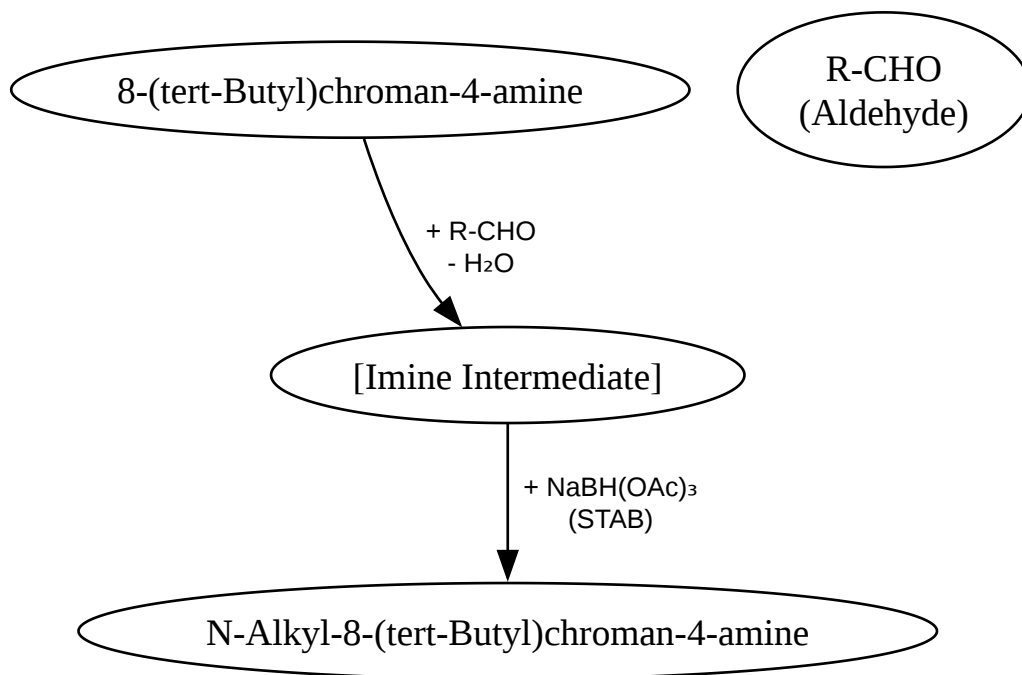 8-(tert-Butyl)chroman-4-amine
R-CHO
(Aldehyde)
+ R-CHO
- H₂O
[Imine Intermediate]
+ NaBH(OAc)₃
(STAB)
N-Alkyl-8-(tert-Butyl)chroman-4-amine